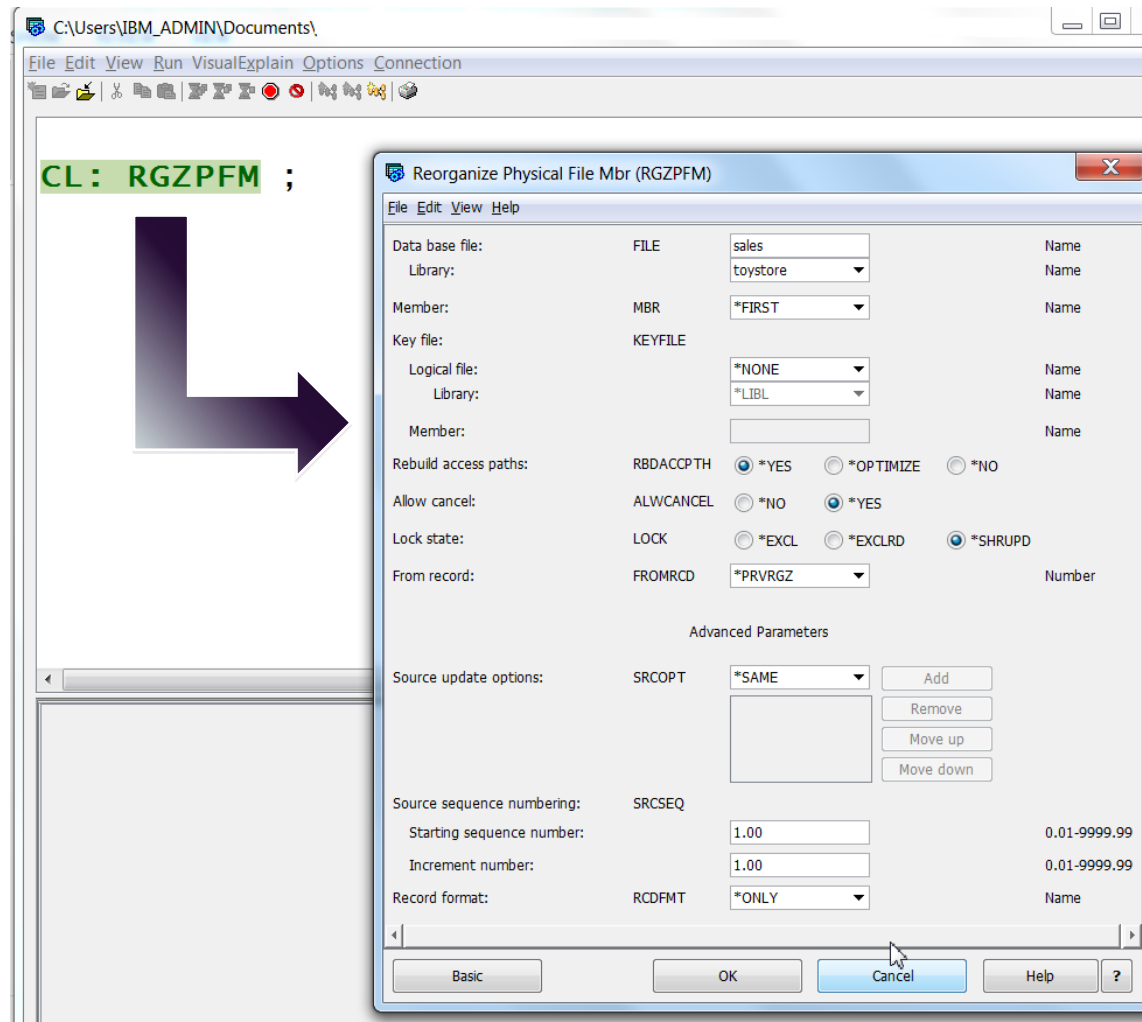 C:\Users\IBM_ADMIN\Documents\
File Edit View Run VisualExplain Options Connection
CL: RGZPFM ;
Reorganize Physical File Mbr (RGZPFM)
File Edit View Help
Data base file: FILE sales Name
Library: toystore Name
Member: MBR *FIRST Name
Key file: KEYFILE
Logical file: *NONE Name
Library: *LIBL Name
Member: Name
Rebuild access paths: RBDACCPTH *YES *OPTIMIZE *NO
Allow cancel: ALWCANCEL *NO *YES
Lock state: LOCK *EXCL *EXCLRD *SHRUPD
From record: FROMRCD *PRVRGZ Number
Advanced Parameters
Source update options: SRCOPT *SAME Add
Remove
Move up
Move down
Source sequence numbering: SRCSEQ
Starting sequence number: 1.00 0.01-9999.99
Increment number: 1.00 0.01-9999.99
Record format: RCDFMT *ONLY Name
Basic OK Cancel Help ?